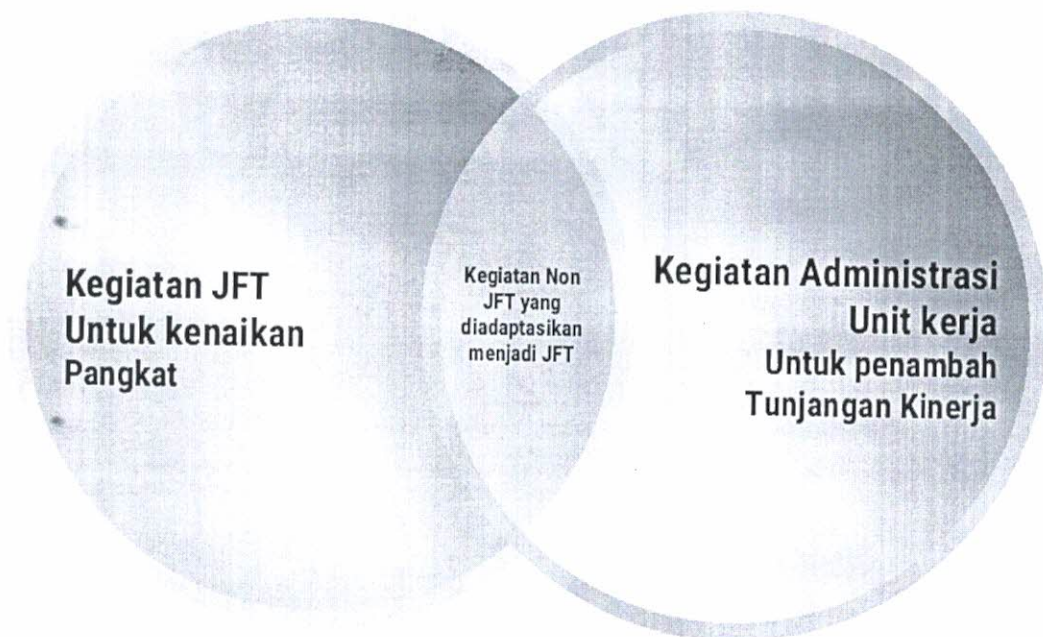 Kegiatan JFT
Untuk kenaikan
Pangkat
Kegiatan Non
JFT yang
diadaptasikan
menjadi JFT
Kegiatan Administrasi
Unit kerja
Untuk penambah
Tunjangan Kinerja